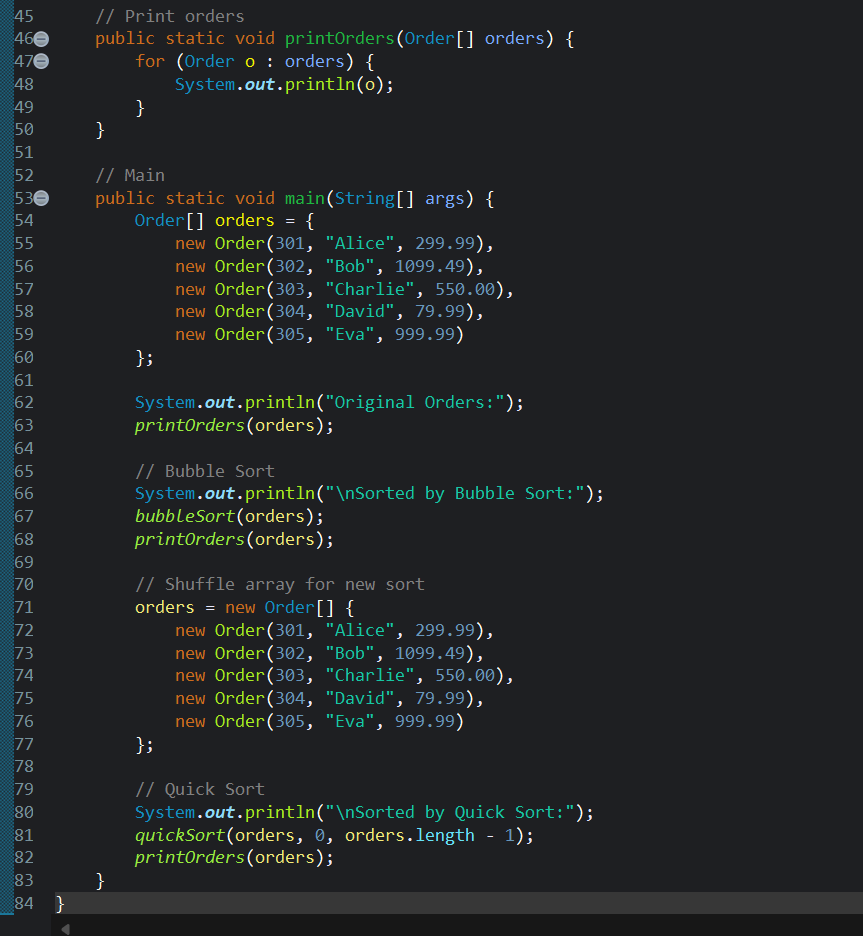 45    // Print orders
46    public static void printOrders(Order[] orders) {
47        for (Order o : orders) {
48            System.out.println(o);
49        }
50    }
51
52    // Main
53    public static void main(String[] args) {
54        Order[] orders = {
55            new Order(301, "Alice", 299.99),
56            new Order(302, "Bob", 1099.49),
57            new Order(303, "Charlie", 550.00),
58            new Order(304, "David", 79.99),
59            new Order(305, "Eva", 999.99)
60        };
61
62        System.out.println("Original Orders:");
63        printOrders(orders);
64
65        // Bubble Sort
66        System.out.println("\nSorted by Bubble Sort:");
67        bubbleSort(orders);
68        printOrders(orders);
69
70        // Shuffle array for new sort
71        orders = new Order[] {
72            new Order(301, "Alice", 299.99),
73            new Order(302, "Bob", 1099.49),
74            new Order(303, "Charlie", 550.00),
75            new Order(304, "David", 79.99),
76            new Order(305, "Eva", 999.99)
77        };
78
79        // Quick Sort
80        System.out.println("\nSorted by Quick Sort:");
81        quickSort(orders, 0, orders.length - 1);
82        printOrders(orders);
83    }
84 }